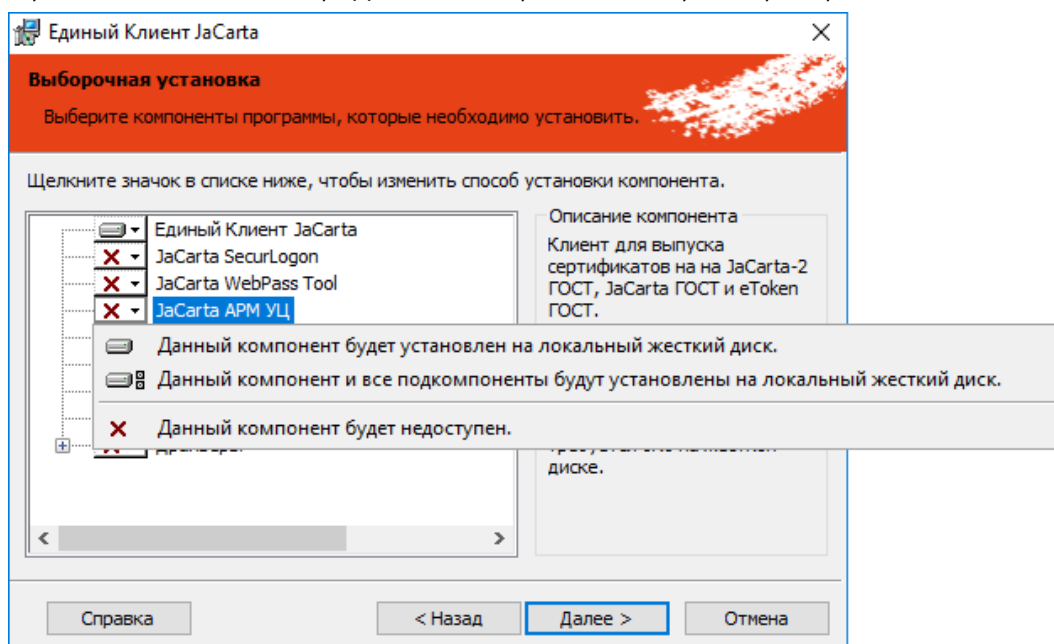 Единый Клиент JaCarta
Выборочная установка
Выберите компоненты программы, которые необходимо установить.
Щелкните значок в списке ниже, чтобы изменить способ установки компонента.
Единый Клиент JaCarta
JaCarta SecurLogon
JaCarta WebPass Tool
JaCarta АРМ УЦ
Описание компонента
Клиент для выпуска
сертификатов на на JaCarta-2
ГОСТ, JaCarta ГОСТ и eToken
ГОСТ.
Данный компонент будет установлен на локальный жесткий диск.
Данный компонент и все подкомпоненты будут установлены на локальный жесткий диск.
Данный компонент будет недоступен.
диске.
Справка
< Назад
Далее >
Отмена